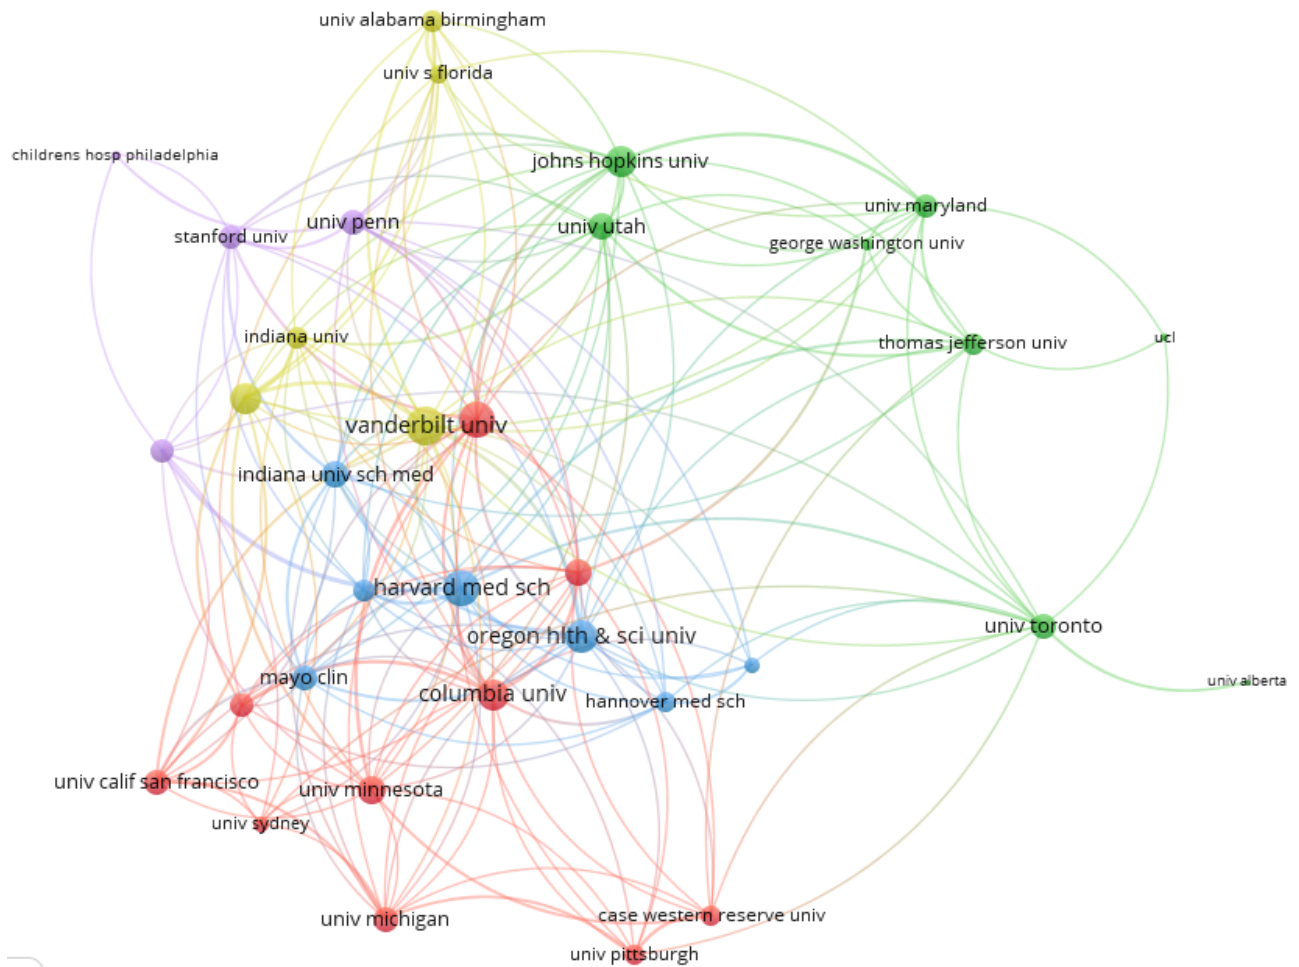 univ alabama birmingham
univ s florida
childrens hosp philadelphia
johns hopkins univ
univ maryland
univ penn
univ utah
stanford univ
george washington univ
indiana univ
thomas jefferson univ
ucl
vanderbilt univ
indiana univ sch med
harvard med sch
oregon hlth & sci univ
univ toronto
mayo clin
univ alberta
columbia univ
hannover med sch
univ calif san francisco
univ minnesota
univ sydney
univ michigan
case western reserve univ
univ pittsburgh